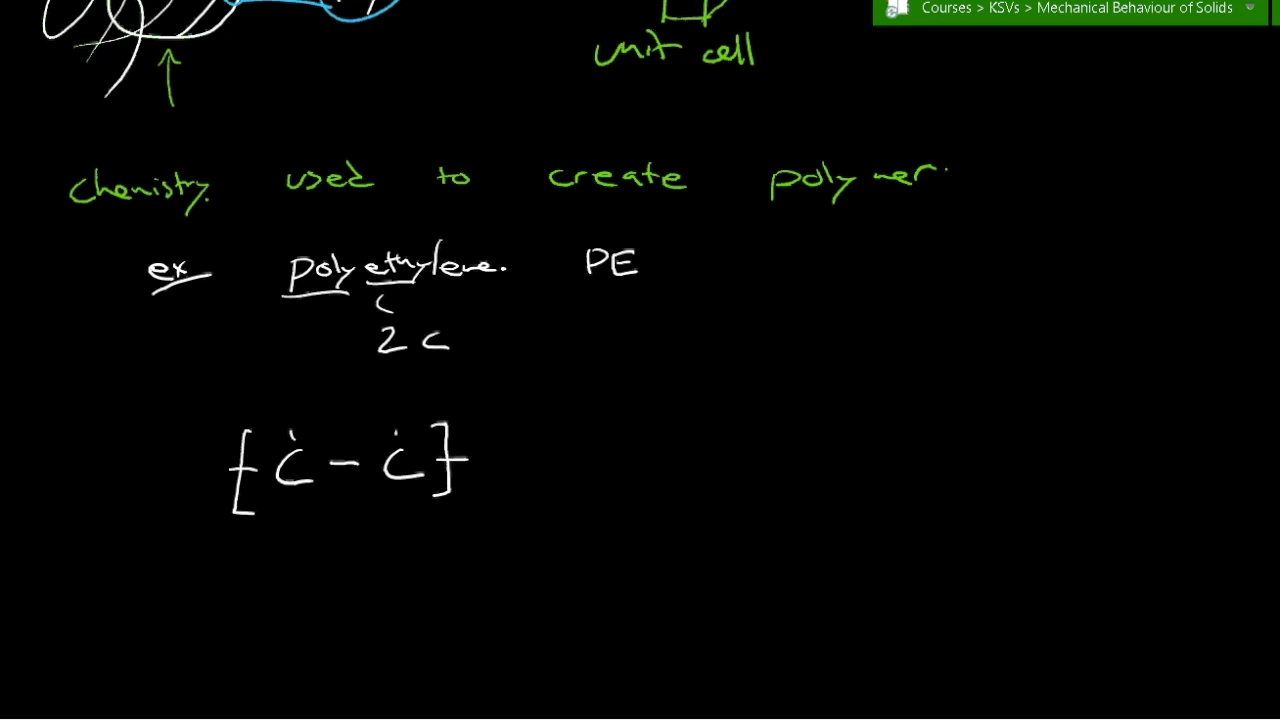 Courses > KSVs > Mechanical Behaviour of Solids
unit cell
chemistry used to create polymer.
ex polyethylene. PE
2 C
[ C - C ]